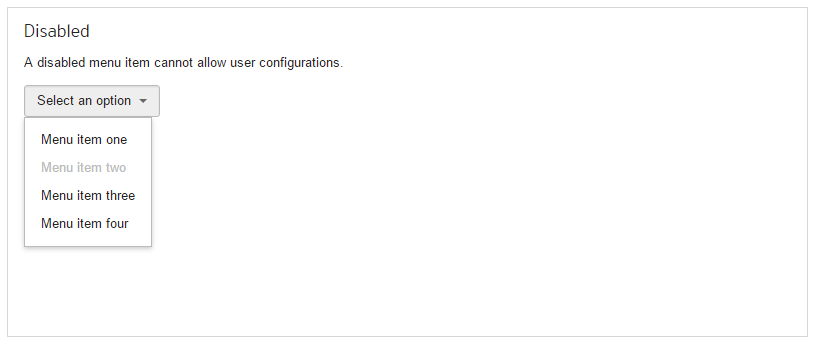 Disabled
A disabled menu item cannot allow user configurations.
Select an option
Menu item one
Menu item two
Menu item three
Menu item four